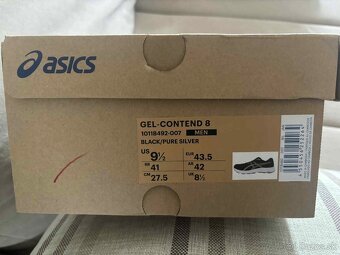 asics
GEL-CONTEND 8
1011B492-007 MEN
BLACK/PURE SILVER
US 9½ EUR 43.5
BR 41 AR 42
CM 27.5 UK 8½